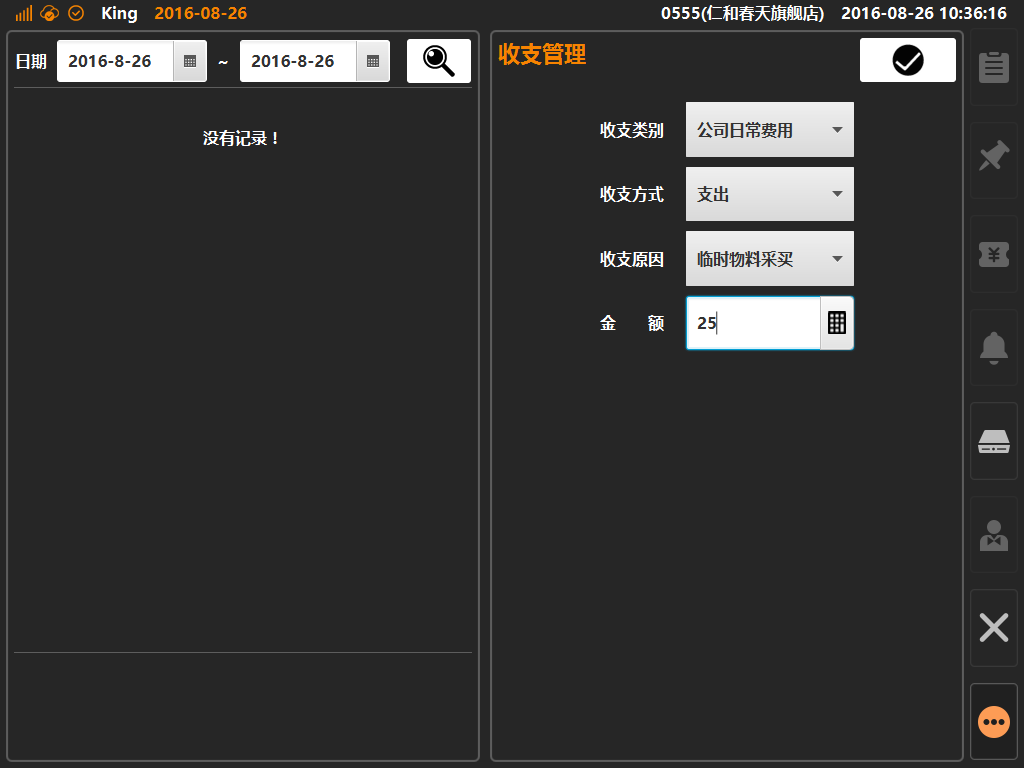 King 2016-08-26 0555(仁和春天旗舰店) 2016-08-26 10:36:16
日期 2016-8-26 ~ 2016-8-26
没有记录！
收支管理
收支类别 公司日常费用
收支方式 支出
收支原因 临时物料采买
金 额 25